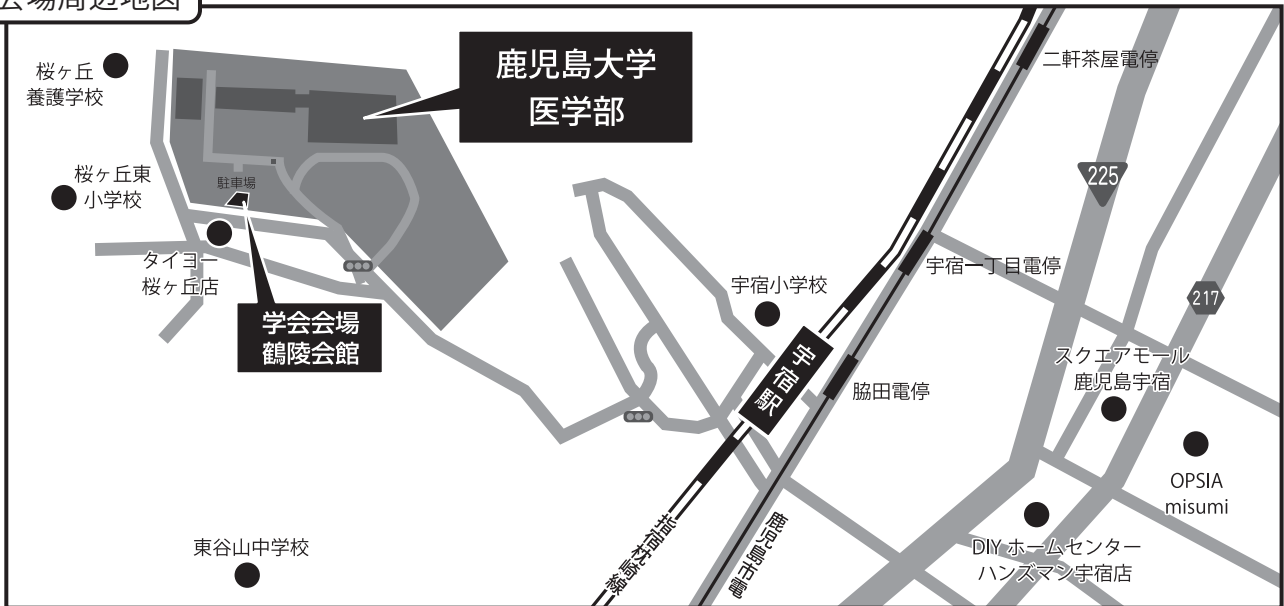 会場周辺地図
桜ヶ丘
養護学校
鹿児島大学
医学部
二軒茶屋電停
桜ヶ丘東
小学校
駐車場
225
タイヨー
桜ヶ丘店
宇宿一丁目電停
宇宿小学校
217
学会会場
鶴陵会館
宇宿駅
スクエアモール
鹿児島宇宿
脇田電停
OPSIA
misumi
東谷山中学校
指宿枕崎線
鹿児島市電
DIY ホームセンター
ハンズマン宇宿店